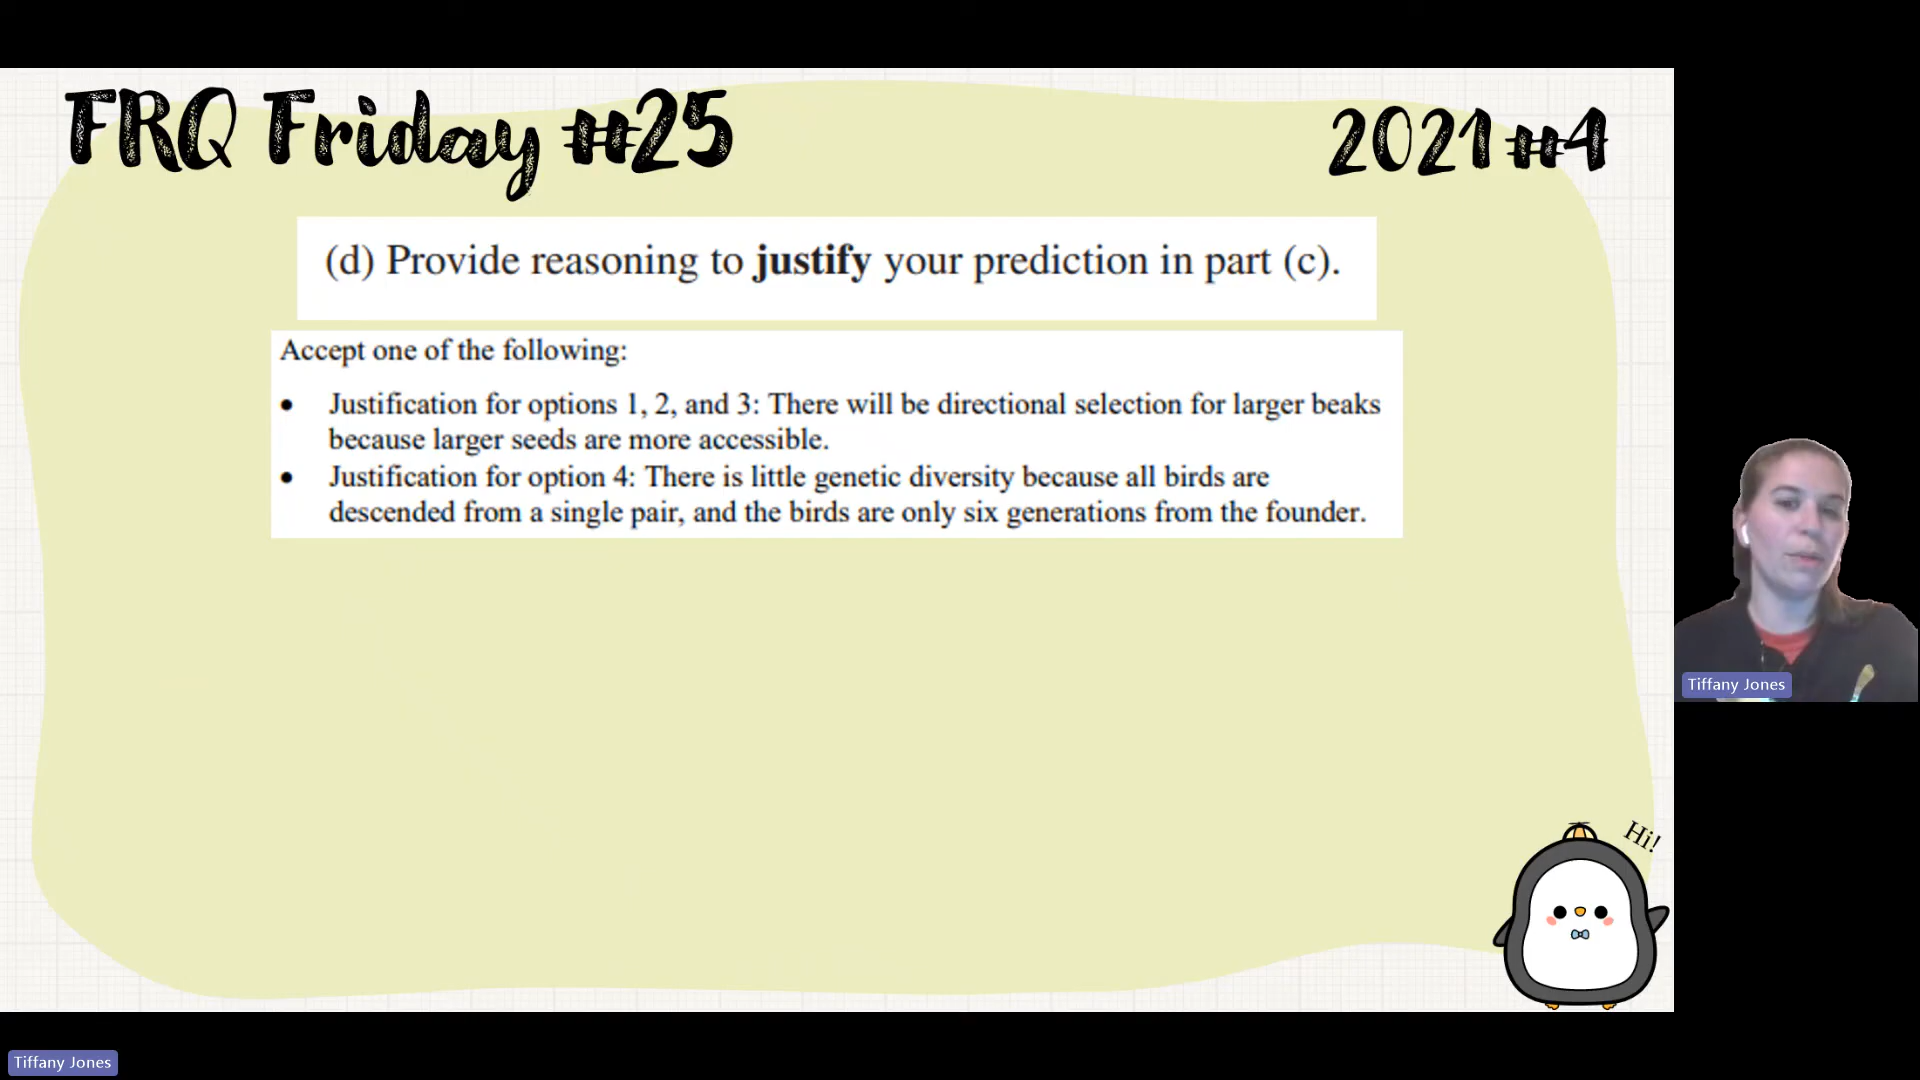 FRQ Friday #25
2021 #4
(d) Provide reasoning to justify your prediction in part (c).
Accept one of the following:
• Justification for options 1, 2, and 3: There will be directional selection for larger beaks
because larger seeds are more accessible.
• Justification for option 4: There is little genetic diversity because all birds are
descended from a single pair, and the birds are only six generations from the founder.
Tiffany Jones
Hi!
Tiffany Jones